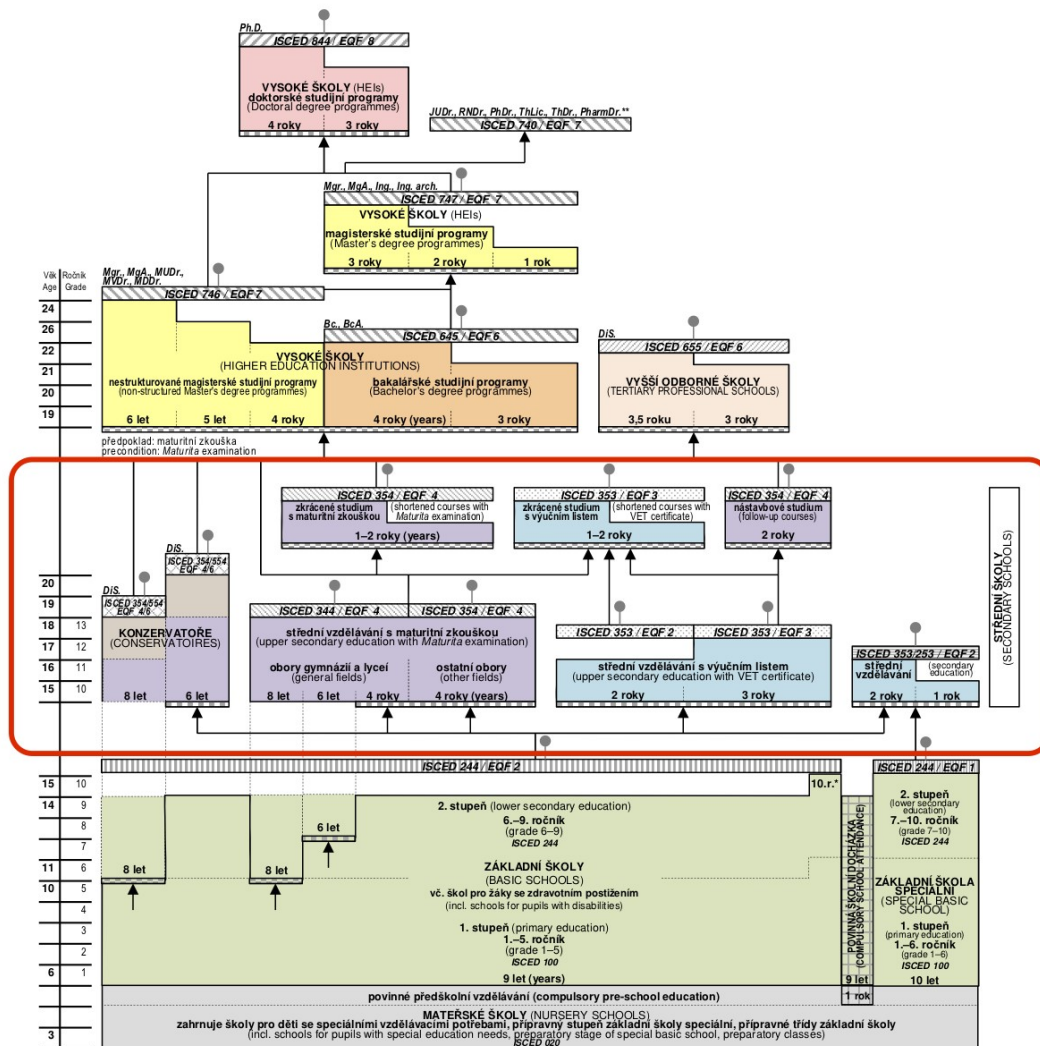 Ph.D.
ISCED 844 / EQF 8
VYSOKÉ ŠKOLY (HEIs)
doktorské studijní programy
(Doctoral degree programmes)
4 roky
3 roky
JUDr., RNDr., PhDr., ThLic., ThDr., PharmDr.**
ISCED 740 / EQF 7
Mgr., MgA., Ing., Ing. arch.
ISCED 747 / EQF 7
VYSOKÉ ŠKOLY (HEIs)
magisterské studijní programy
(Master's degree programmes)
3 roky
2 roky
1 rok
Věk
Age
Ročník
Grade
Mgr., MgA., MUDr.,
MVDr., MDDr.
ISCED 746 / EQF 7
Bc., BcA.
ISCED 645 / EQF 6
DiS.
ISCED 655 / EQF 6
24
26
22
21
20
19
VYSOKÉ ŠKOLY
(HIGHER EDUCATION INSTITUTIONS)
nestrukturované magisterské studijní programy
(non-structured Master's degree programmes)
6 let
5 let
4 roky
bakalářské studijní programy
(Bachelor's degree programmes)
4 roky (years)
3 roky
VYŠŠÍ ODBORNÉ ŠKOLY
(TERTIARY PROFESSIONAL SCHOOLS)
3,5 roku
3 roky
předpoklad: maturitní zkouška
precondition: Maturita examination
ISCED 354 / EQF 4
zkrácené studium
s maturitní zkouškou
(shortened courses with
Maturita examination)
1–2 roky (years)
ISCED 353 / EQF 3
zkrácené studium
s výučním listem
(shortened courses with
VET certificate)
1–2 roky
ISCED 354 / EQF 4
nástavbové studium
(follow-up courses)
2 roky
STŘEDNÍ ŠKOLY
(SECONDARY SCHOOLS)
20
19
18 13
17 12
16 11
15 10
DiS.
ISCED 354/554
EQF 4/6
DiS.
ISCED 354/554
EQF 4/6
KONZERVATOŘE
(CONSERVATOIRES)
8 let
6 let
ISCED 344 / EQF 4
ISCED 354 / EQF 4
střední vzdělávání s maturitní zkouškou
(upper secondary education with Maturita examination)
obory gymnázií a lyceí
(general fields)
8 let
6 let
4 roky
ostatní obory
(other fields)
4 roky (years)
ISCED 353 / EQF 2
ISCED 353 / EQF 3
střední vzdělávání s výučním listem
(upper secondary education with VET certificate)
2 roky
3 roky
ISCED 353/253 / EQF 2
střední
vzdělávání
(secondary
education)
2 roky
1 rok
ISCED 244 / EQF 2
ISCED 244 / EQF 1
15 10
14 9
8
7
11 6
10 5
4
3
2
6 1
3
10.r.*
2. stupeň (lower secondary education)
6.–9. ročník
(grade 6–9)
ISCED 244
8 let
8 let
6 let
ZÁKLADNÍ ŠKOLY
(BASIC SCHOOLS)
vč. škol pro žáky se zdravotním postižením
(incl. schools for pupils with disabilities)
1. stupeň (primary education)
1.–5. ročník
(grade 1–5)
ISCED 100
9 let (years)
POVINNÁ ŠKOLNÍ DOCHÁZKA
(COMPULSORY SCHOOL ATTENDANCE)
9 let
1 rok
2. stupeň
(lower secondary
education)
7.–10. ročník
(grade 7–10)
ISCED 244
ZÁKLADNÍ ŠKOLA
SPECIÁLNÍ
(SPECIAL BASIC
SCHOOL)
1. stupeň
(primary education)
1.–6. ročník
(grade 1–6)
ISCED 100
10 let
povinné předškolní vzdělávání (compulsory pre-school education)
MATEŘSKÉ ŠKOLY (NURSERY SCHOOLS)
zahrnuje školy pro děti se speciálními vzdělávacími potřebami, přípravný stupeň základní školy speciální, přípravné třídy základní školy
(incl. schools for pupils with special education needs, preparatory stage of special basic school, preparatory classes)
ISCED 020